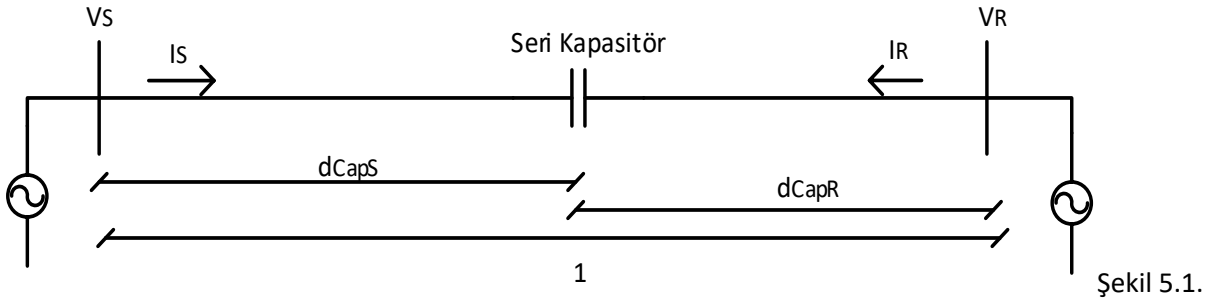 VS
VR
IS
Seri Kapasitör
IR
dCapS
dCapR
1
Şekil 5.1.